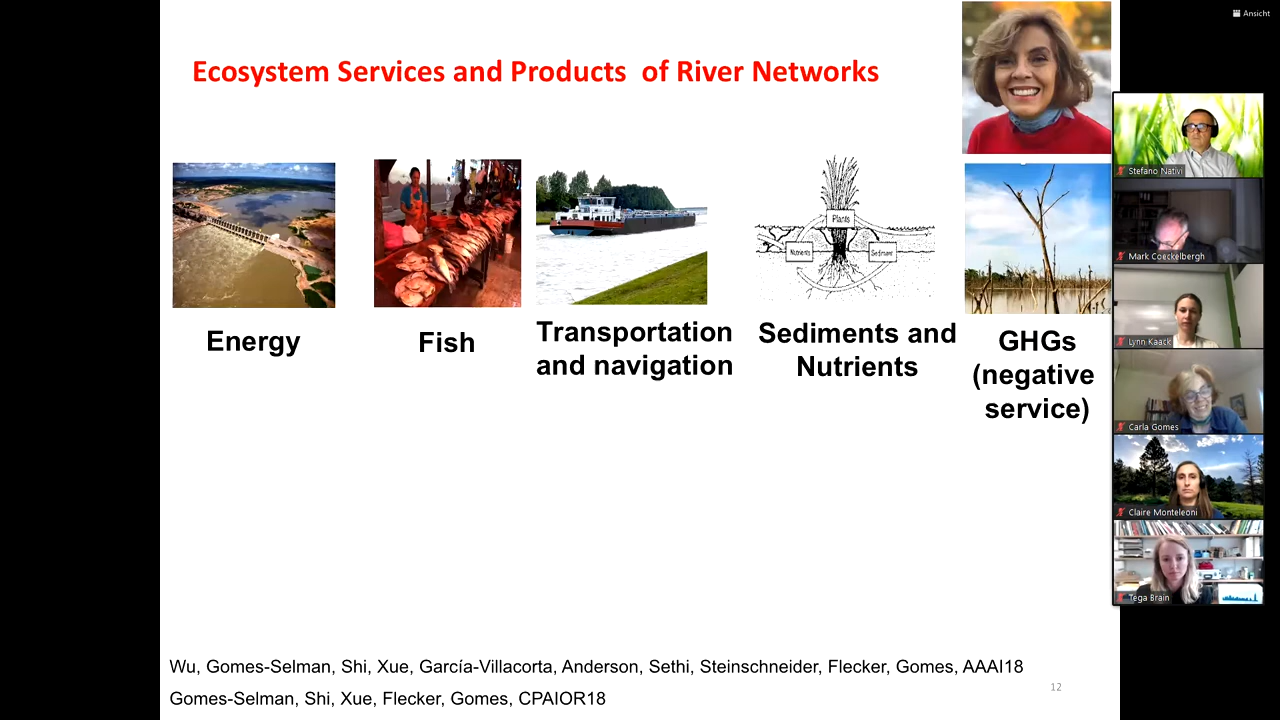 Ansicht
Ecosystem Services and Products of River Networks
Plants
Nutrients
Sediment
Energy
Fish
Transportation
and navigation
Sediments and
Nutrients
GHGs
(negative
service)
Stefano Nativi
Mark Coeckelbergh
Lynn Kaack
Carla Gomes
Claire Monteleoni
Tega Brain
Wu, Gomes-Selman, Shi, Xue, García-Villacorta, Anderson, Sethi, Steinschneider, Flecker, Gomes, AAAI18
Gomes-Selman, Shi, Xue, Flecker, Gomes, CPAIOR18
12